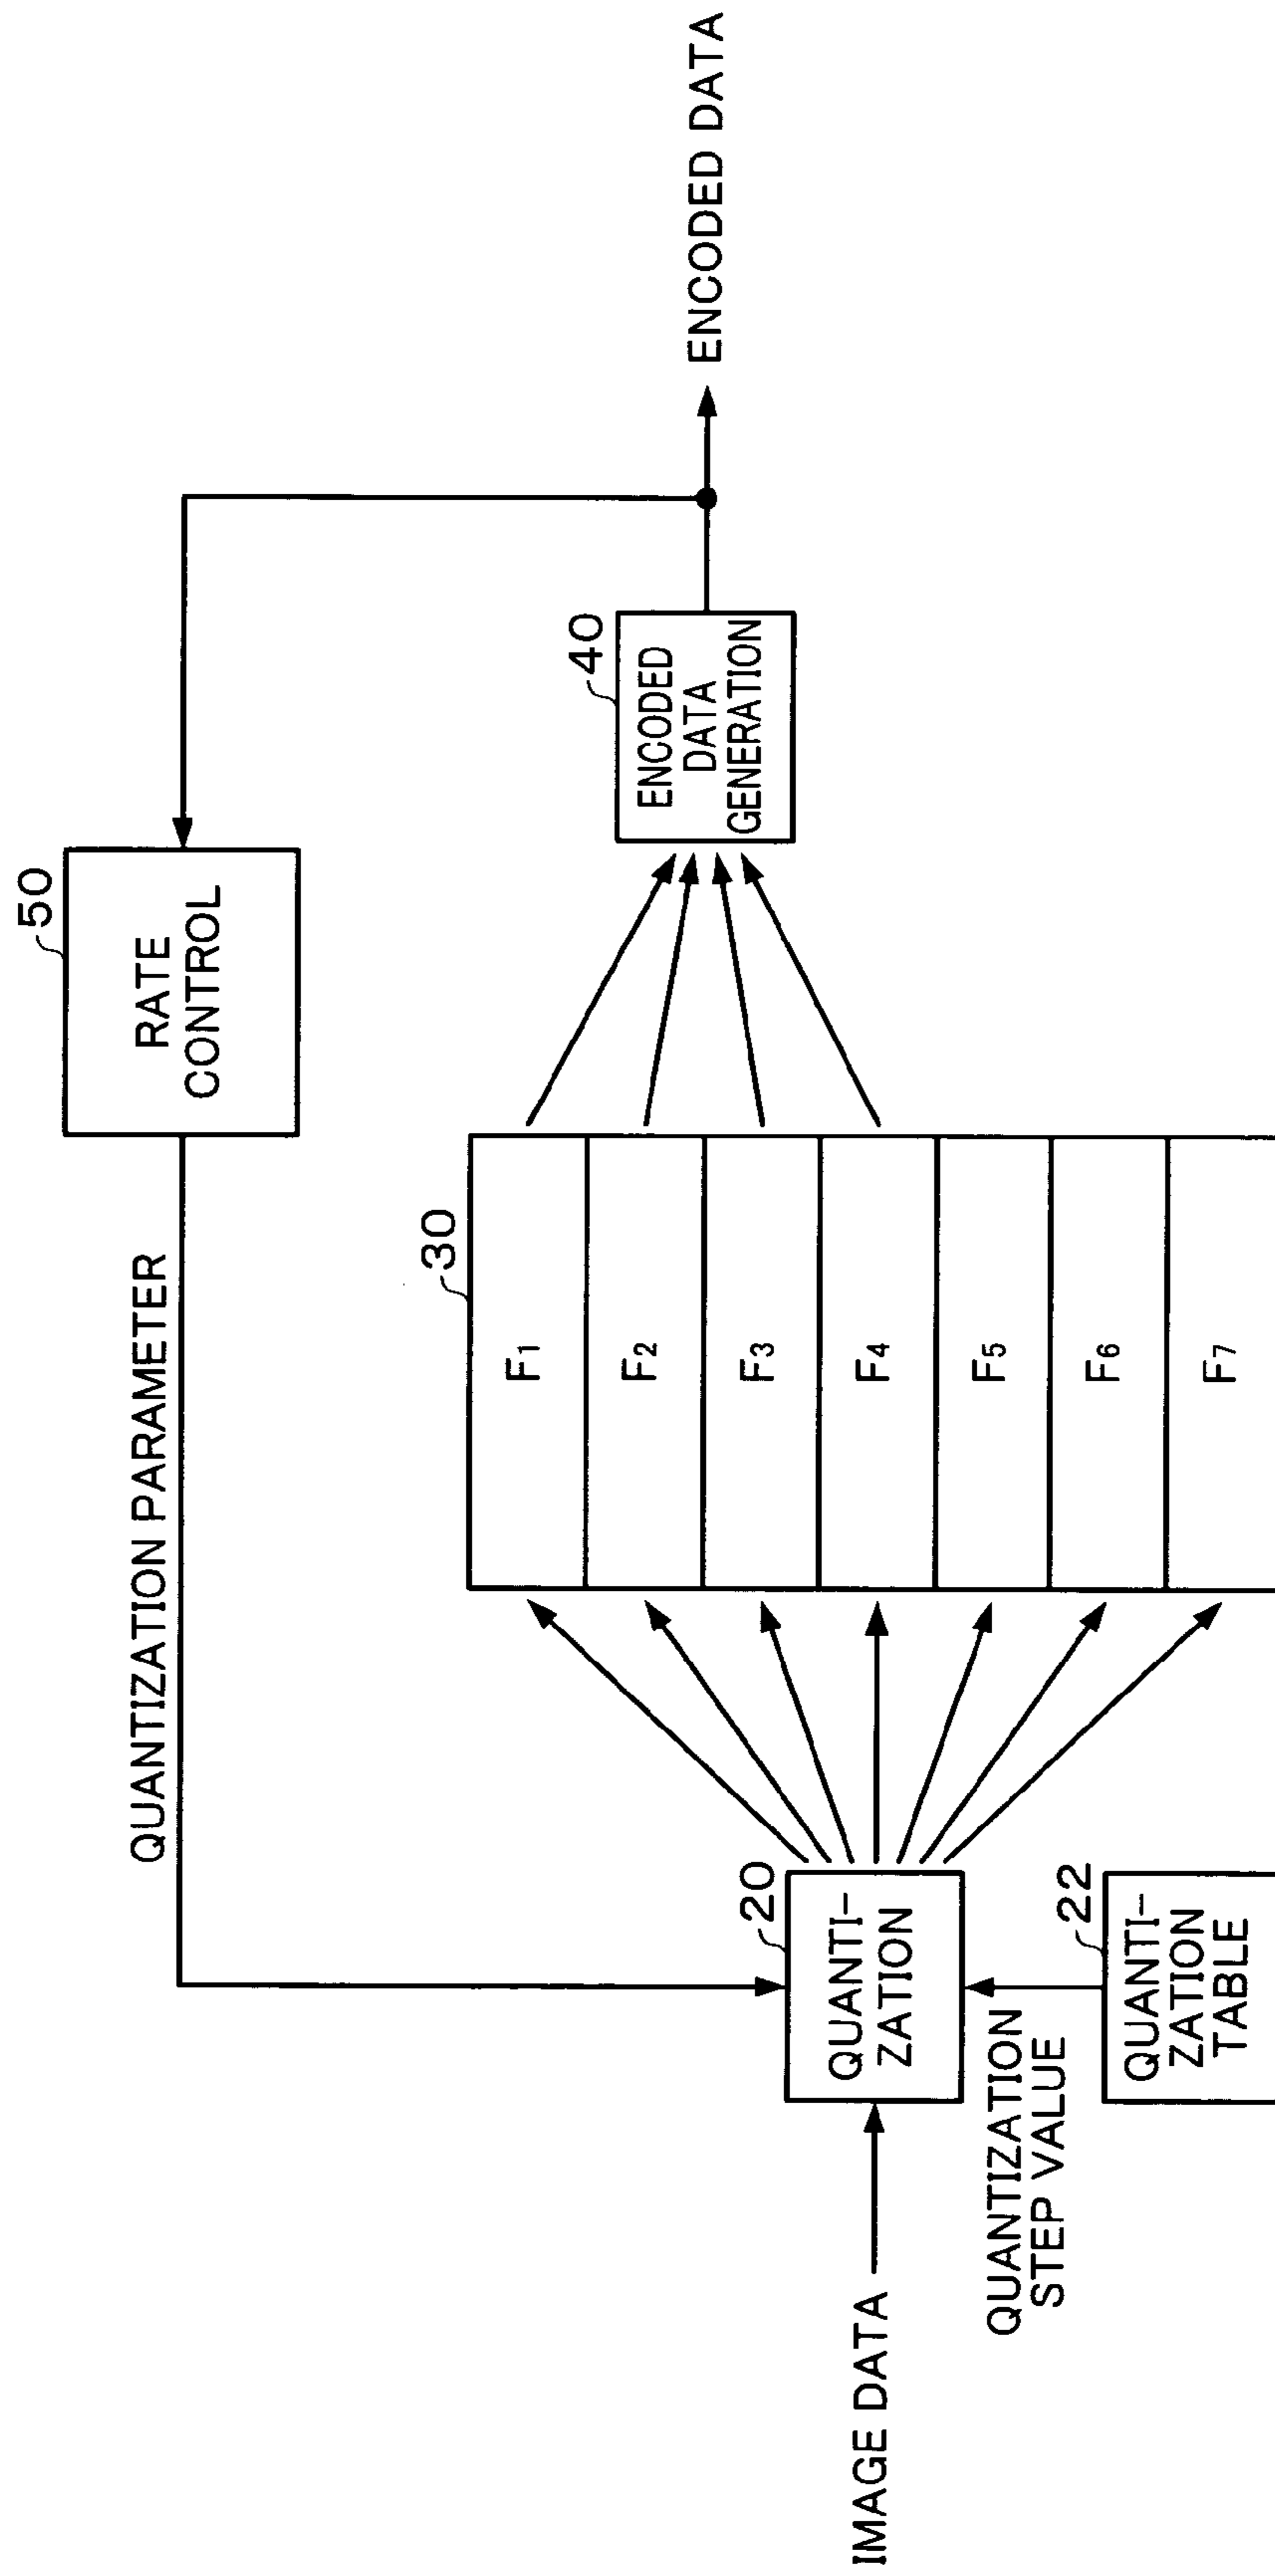 50
RATE
CONTROL
QUANTIZATION PARAMETER
30
F1
F2
F3
F4
F5
F6
F7
40
ENCODED
DATA
GENERATION
ENCODED DATA
20
QUANTI-
ZATION
IMAGE DATA
QUANTIZATION
STEP VALUE
22
QUANTI-
ZATION
TABLE